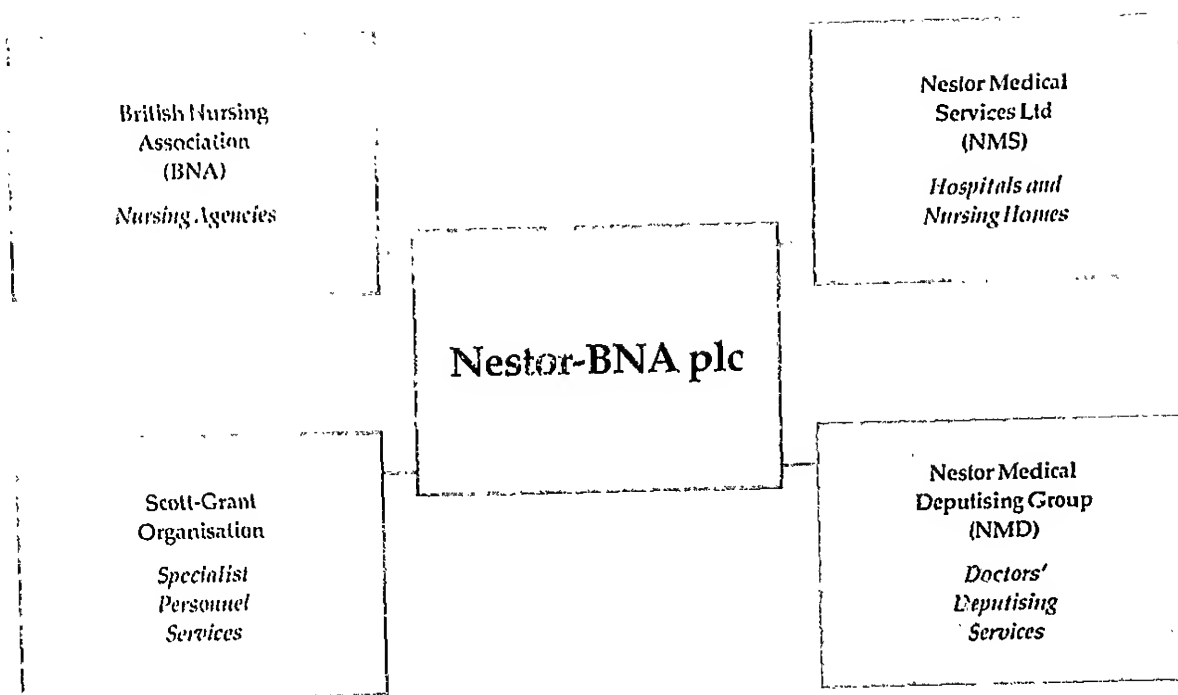 British Nursing
Association
(BNA)
Nursing Agencies
Nestor Medical
Services Ltd
(NMS)
Hospitals and
Nursing Homes
Nestor-BNA plc
Scott-Grant
Organisation
Specialist
Personnel
Services
Nestor Medical
Deputising Group
(NMD)
Doctors'
Deputising
Services